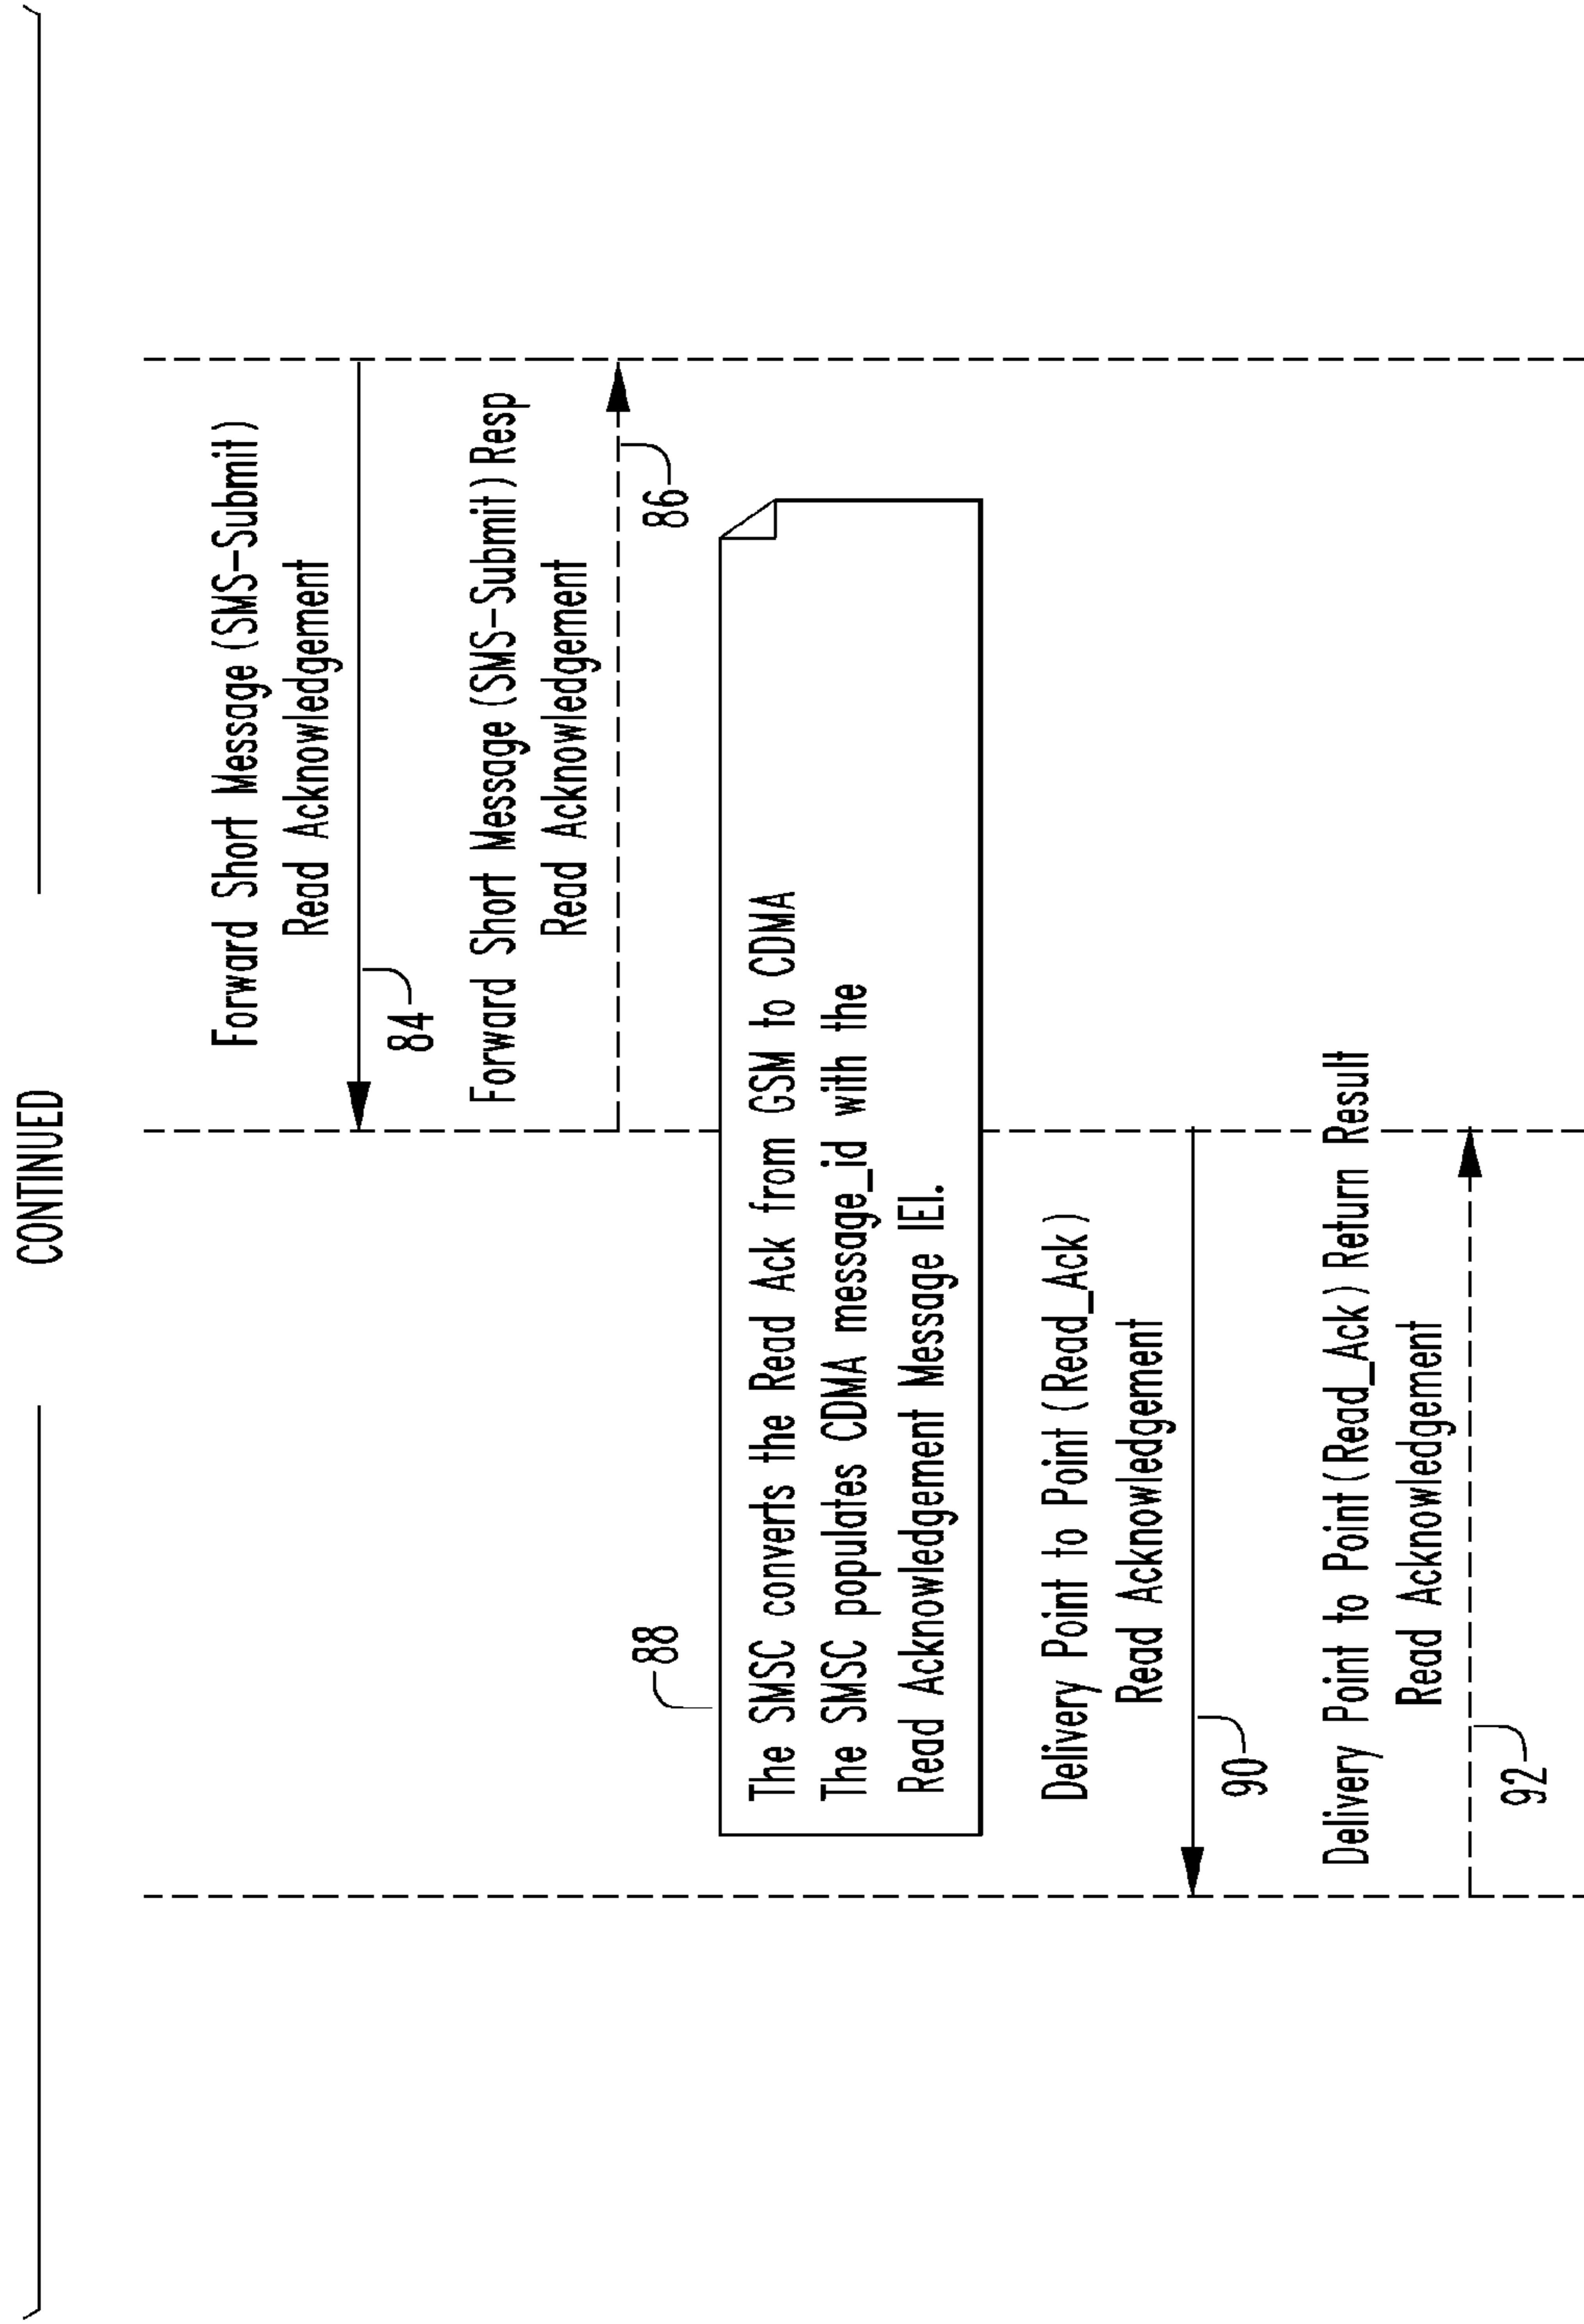 CONTINUED
Forward Short Message (SMS-Submit)
Read Acknowledgement
84
Forward Short Message (SMS-Submit) Resp
Read Acknowledgement
86
88
The SMSC converts the Read Ack from GSM to CDMA
The SMSC populates CDMA message_id with the
Read Acknowledgement Message IEI.
Delivery Point to Point (Read_Ack)
Read Acknowledgement
90
Delivery Point to Point (Read_Ack) Return Result
Read Acknowledgement
92